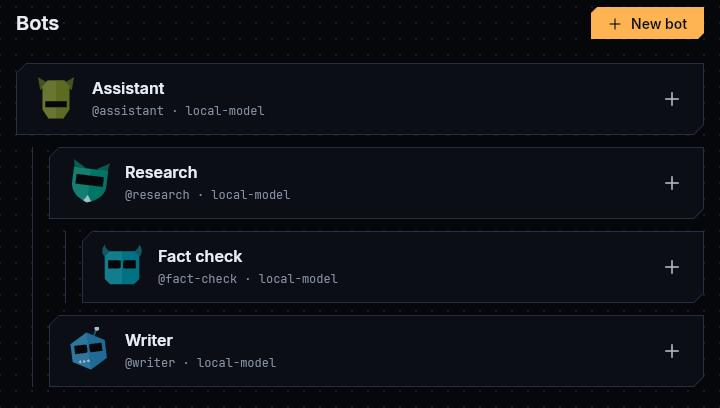 Bots
+ New bot
Assistant
@assistant · local-model
Research
@research · local-model
Fact check
@fact-check · local-model
Writer
@writer · local-model